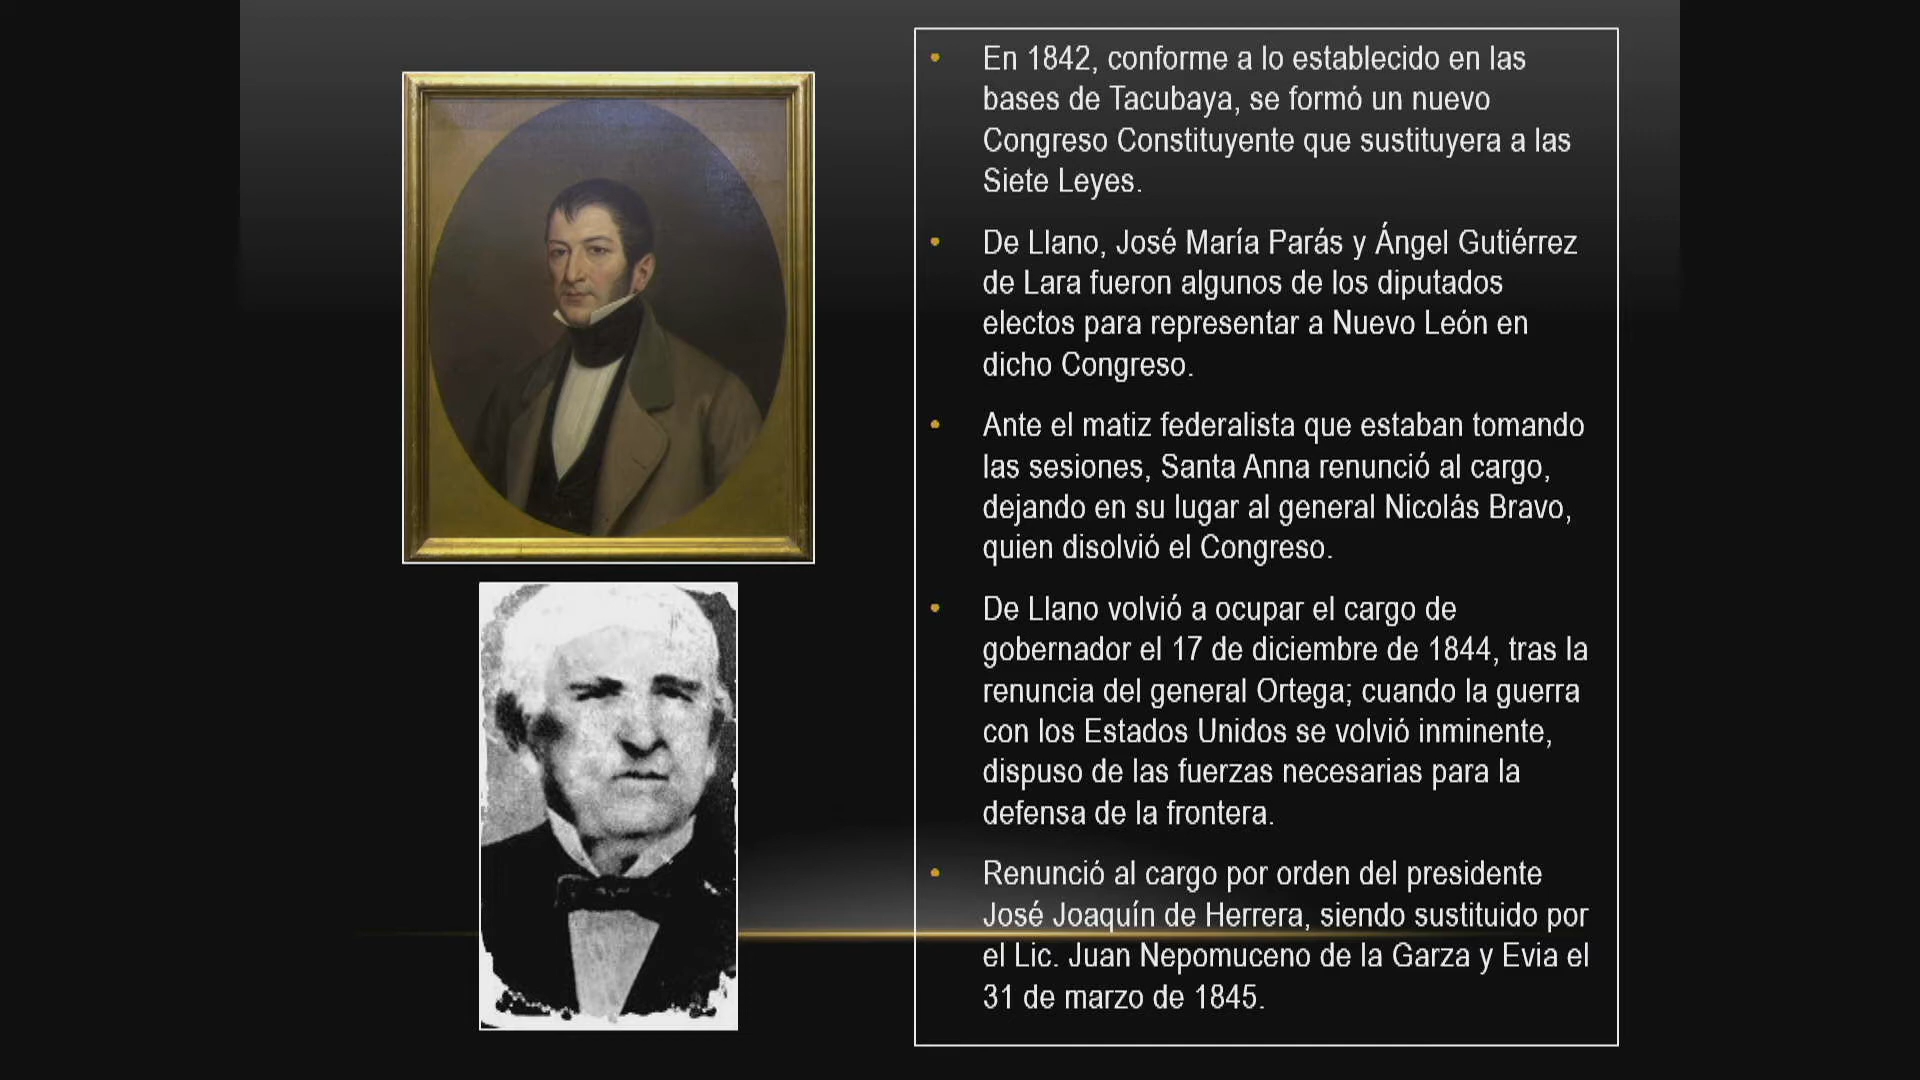 • En 1842, conforme a lo establecido en las
bases de Tacubaya, se formó un nuevo
Congreso Constituyente que sustituyera a las
Siete Leyes.
• De Llano, José María Parás y Ángel Gutiérrez
de Lara fueron algunos de los diputados
electos para representar a Nuevo León en
dicho Congreso.
• Ante el matiz federalista que estaban tomando
las sesiones, Santa Anna renunció al cargo,
dejando en su lugar al general Nicolás Bravo,
quien disolvió el Congreso.
• De Llano volvió a ocupar el cargo de
gobernador el 17 de diciembre de 1844, tras la
renuncia del general Ortega; cuando la guerra
con los Estados Unidos se volvió inminente,
dispuso de las fuerzas necesarias para la
defensa de la frontera.
• Renunció al cargo por orden del presidente
José Joaquín de Herrera, siendo sustituido por
el Lic. Juan Nepomuceno de la Garza y Evia el
31 de marzo de 1845.